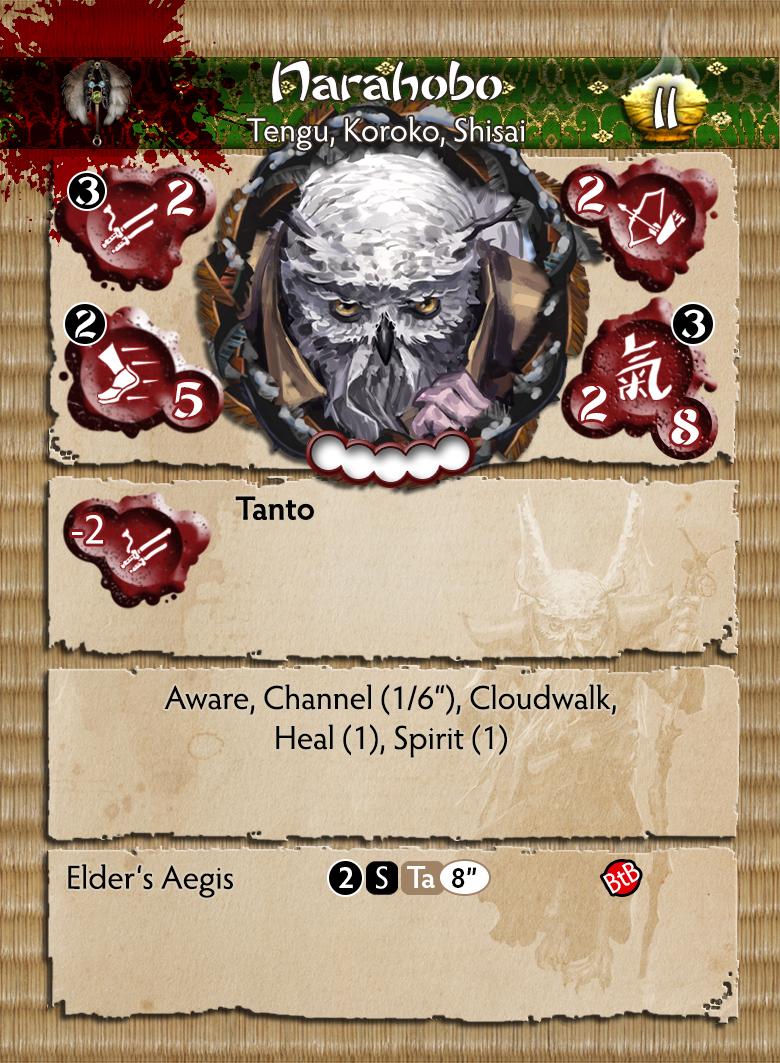 Narahobo
11
Tengu, Koroko, Shisai
3 2 2
2 5 氣 3 2 8
-2 Tanto
Aware, Channel (1/6"), Cloudwalk,
Heal (1), Spirit (1)
Elder's Aegis 2 S Ta 8" BtB